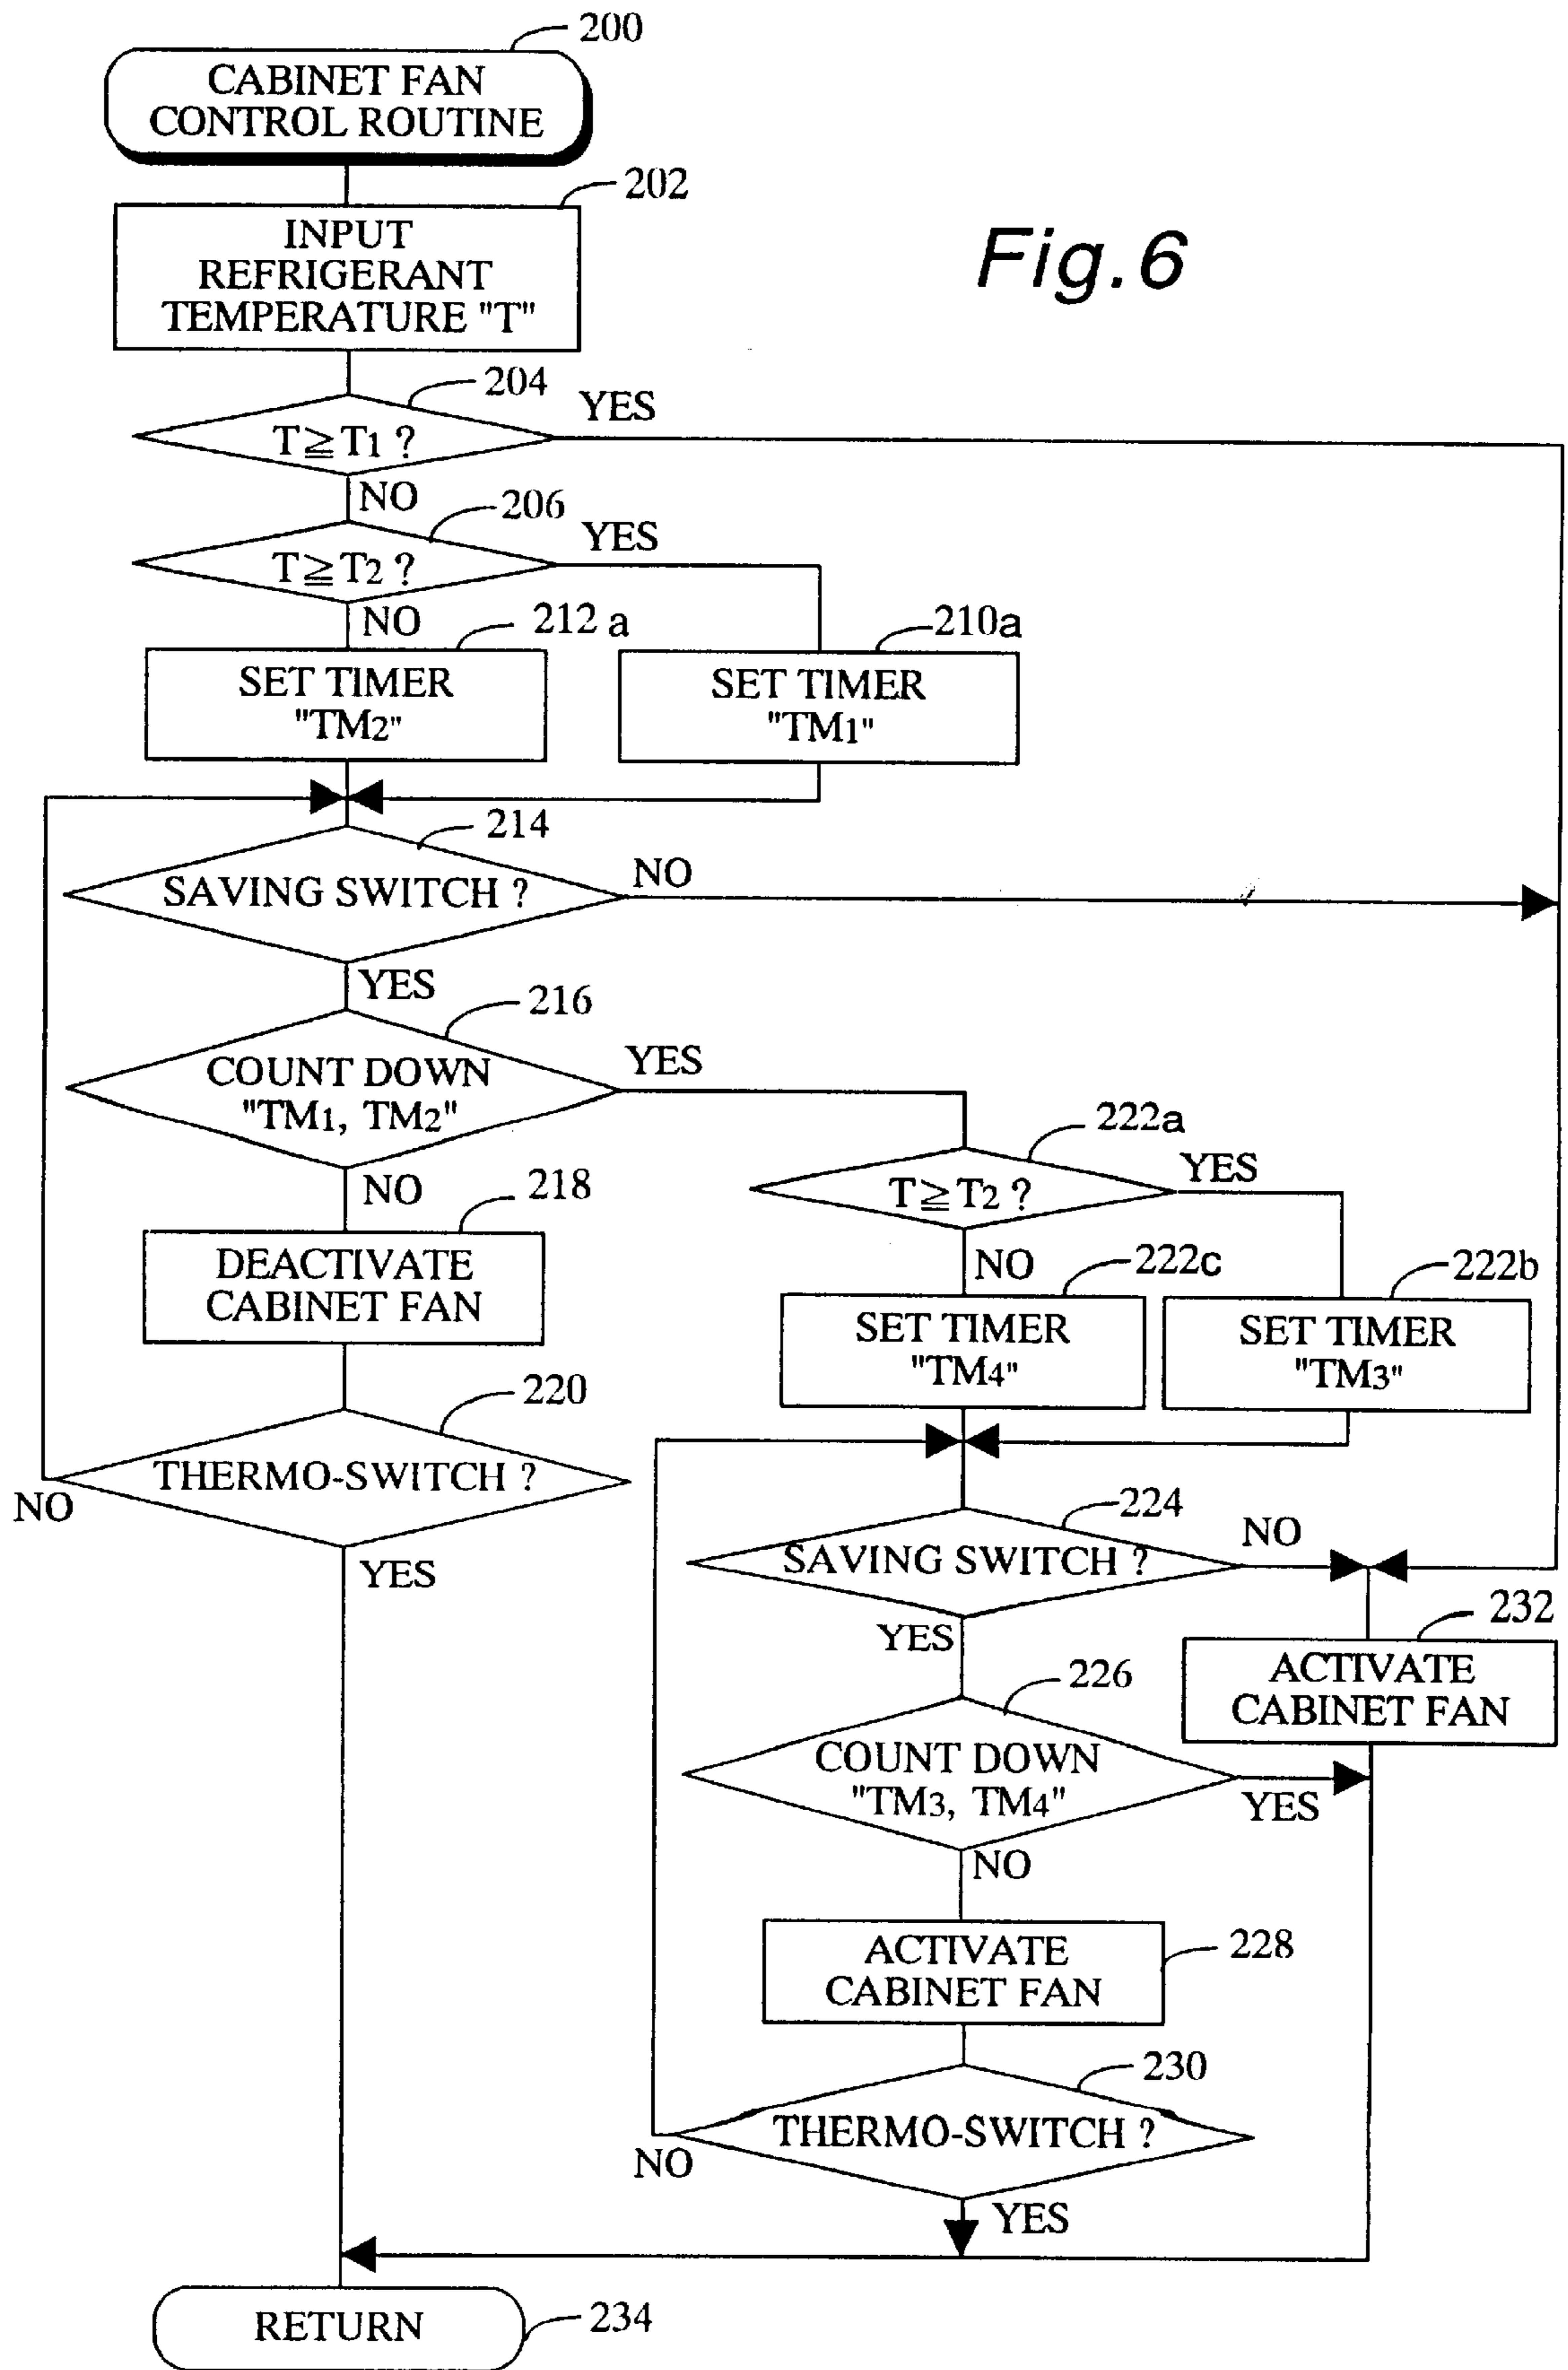 200
CABINET FAN
CONTROL ROUTINE
202
INPUT
REFRIGERANT
TEMPERATURE "T"
Fig.6
204
YES
T≧T1 ?
NO
206
YES
T≧T2 ?
NO
212 a
210a
SET TIMER
"TM2"
SET TIMER
"TM1"
214
NO
SAVING SWITCH ?
YES
216
YES
COUNT DOWN
"TM1, TM2"
222a
YES
T≧T2 ?
NO
218
NO
222c
222b
DEACTIVATE
CABINET FAN
SET TIMER
"TM4"
SET TIMER
"TM3"
220
THERMO-SWITCH ?
NO
YES
224
NO
SAVING SWITCH ?
YES
232
ACTIVATE
CABINET FAN
226
COUNT DOWN
"TM3, TM4"
YES
NO
ACTIVATE
CABINET FAN
228
230
THERMO-SWITCH ?
NO
YES
RETURN
234